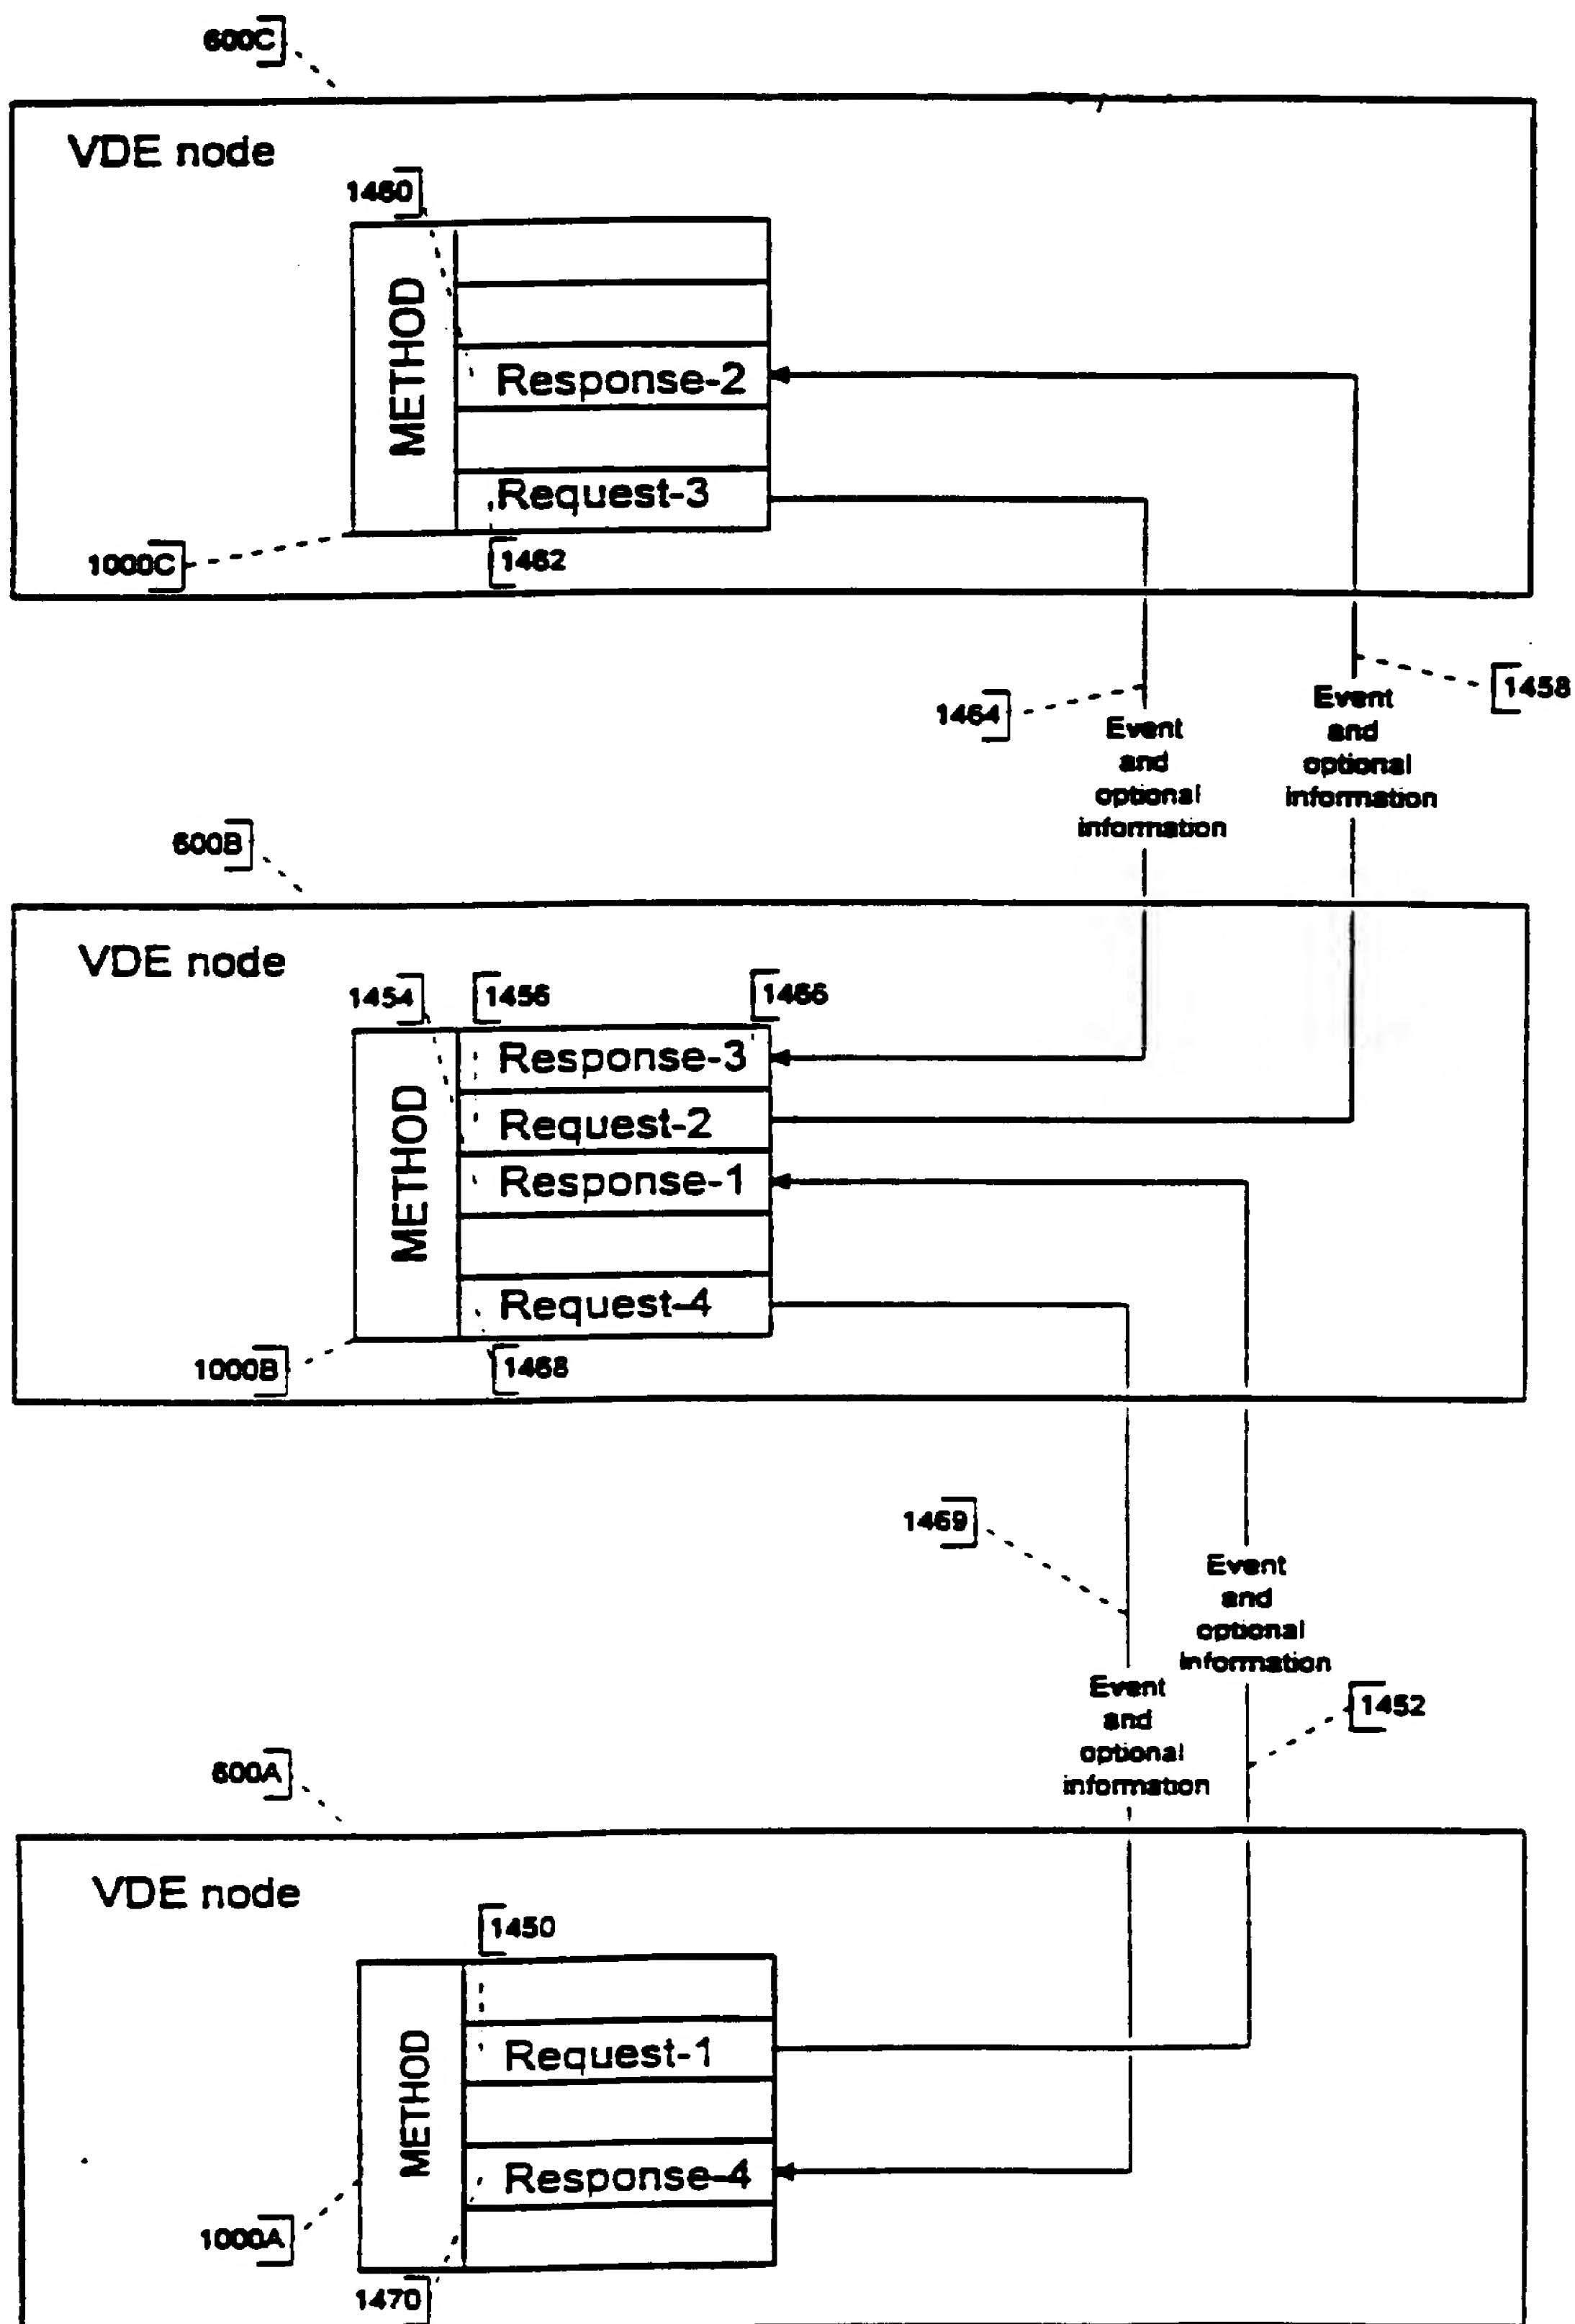 600C
VDE node
1460
METHOD
Response-2
Request-3
1000C
1462
1464
Event
and
optional
information
1458
Event
and
optional
information
600B
VDE node
1454
1456
1466
METHOD
Response-3
Request-2
Response-1
Request-4
1000B
1468
1469
Event
and
optional
information
Event
and
optional
information
1452
600A
VDE node
1450
METHOD
Request-1
Response-4
1000A
1470